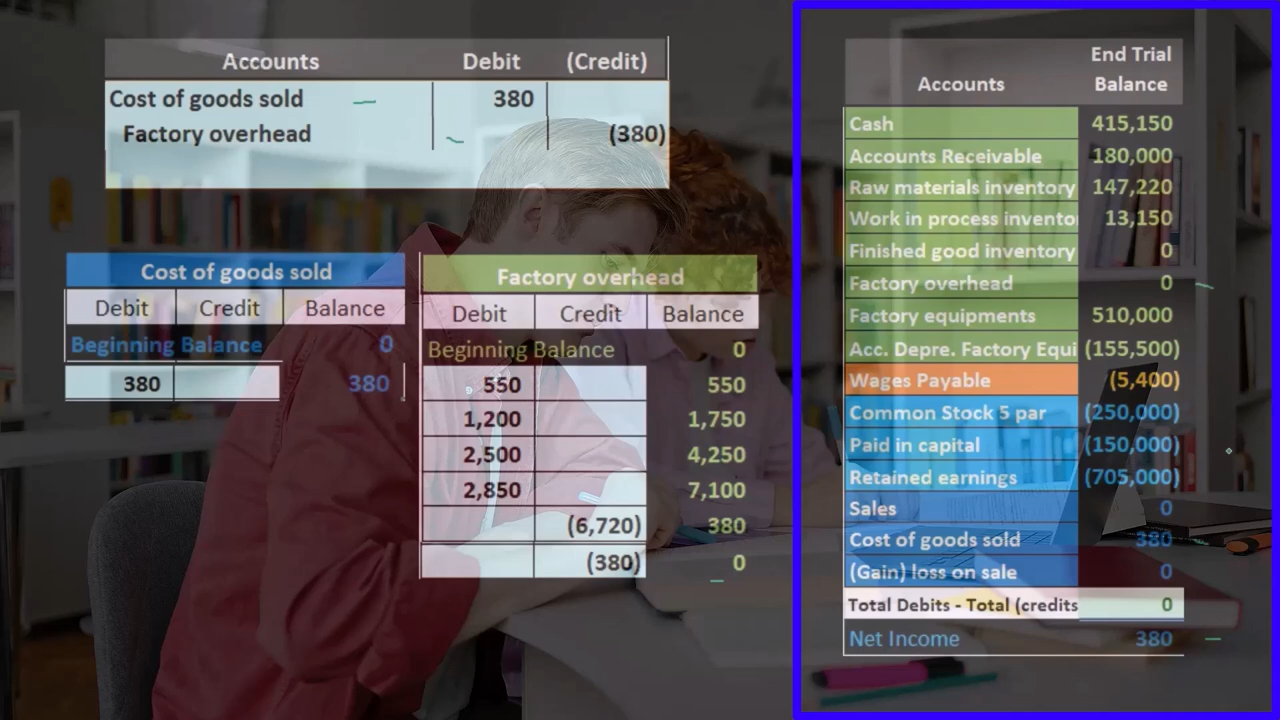 Accounts Debit (Credit)
Cost of goods sold 380
Factory overhead (380)
Cost of goods sold
Debit Credit Balance
Beginning Balance 0
380 380
Factory overhead
Debit Credit Balance
Beginning Balance 0
550 550
1,200 1,750
2,500 4,250
2,850 7,100
(6,720) 380
(380) 0
End Trial
Accounts Balance
Cash 415,150
Accounts Receivable 180,000
Raw materials inventory 147,220
Work in process invento 13,150
Finished good inventory 0
Factory overhead 0
Factory equipments 510,000
Acc. Depre. Factory Equi (155,500)
Wages Payable (5,400)
Common Stock 5 par (250,000)
Paid in capital (150,000)
Retained earnings (705,000)
Sales 0
Cost of goods sold 380
(Gain) loss on sale 0
Total Debits - Total (credits 0
Net Income 380